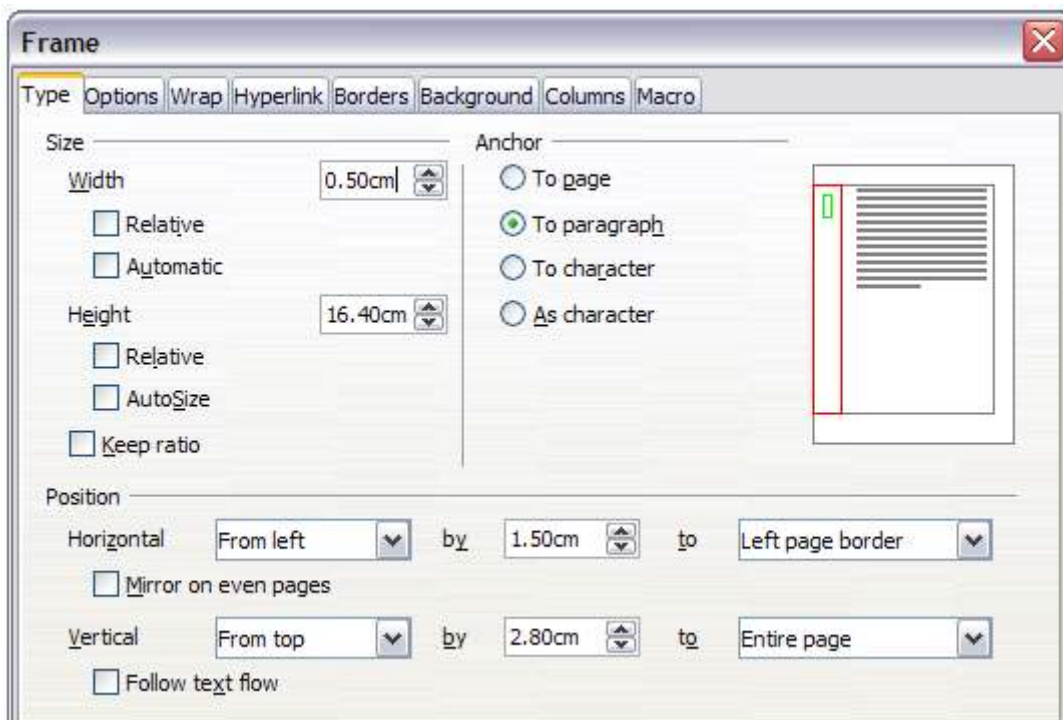 Frame
Type Options Wrap Hyperlink Borders Background Columns Macro
Size
Width 0.50cm
Relative
Automatic
Height 16.40cm
Relative
AutoSize
Keep ratio
Anchor
To page
To paragraph
To character
As character
Position
Horizontal From left by 1.50cm to Left page border
Mirror on even pages
Vertical From top by 2.80cm to Entire page
Follow text flow